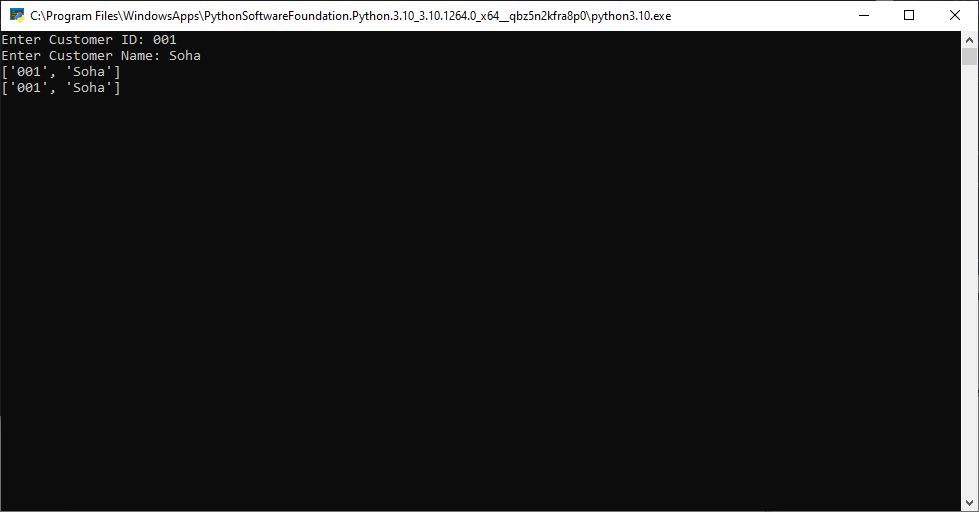 C:\Program Files\WindowsApps\PythonSoftwareFoundation.Python.3.10_3.10.1264.0_x64__qbz5n2kfra8p0\python3.10.exe
Enter Customer ID: 001
Enter Customer Name: Soha
['001', 'Soha']
['001', 'Soha']